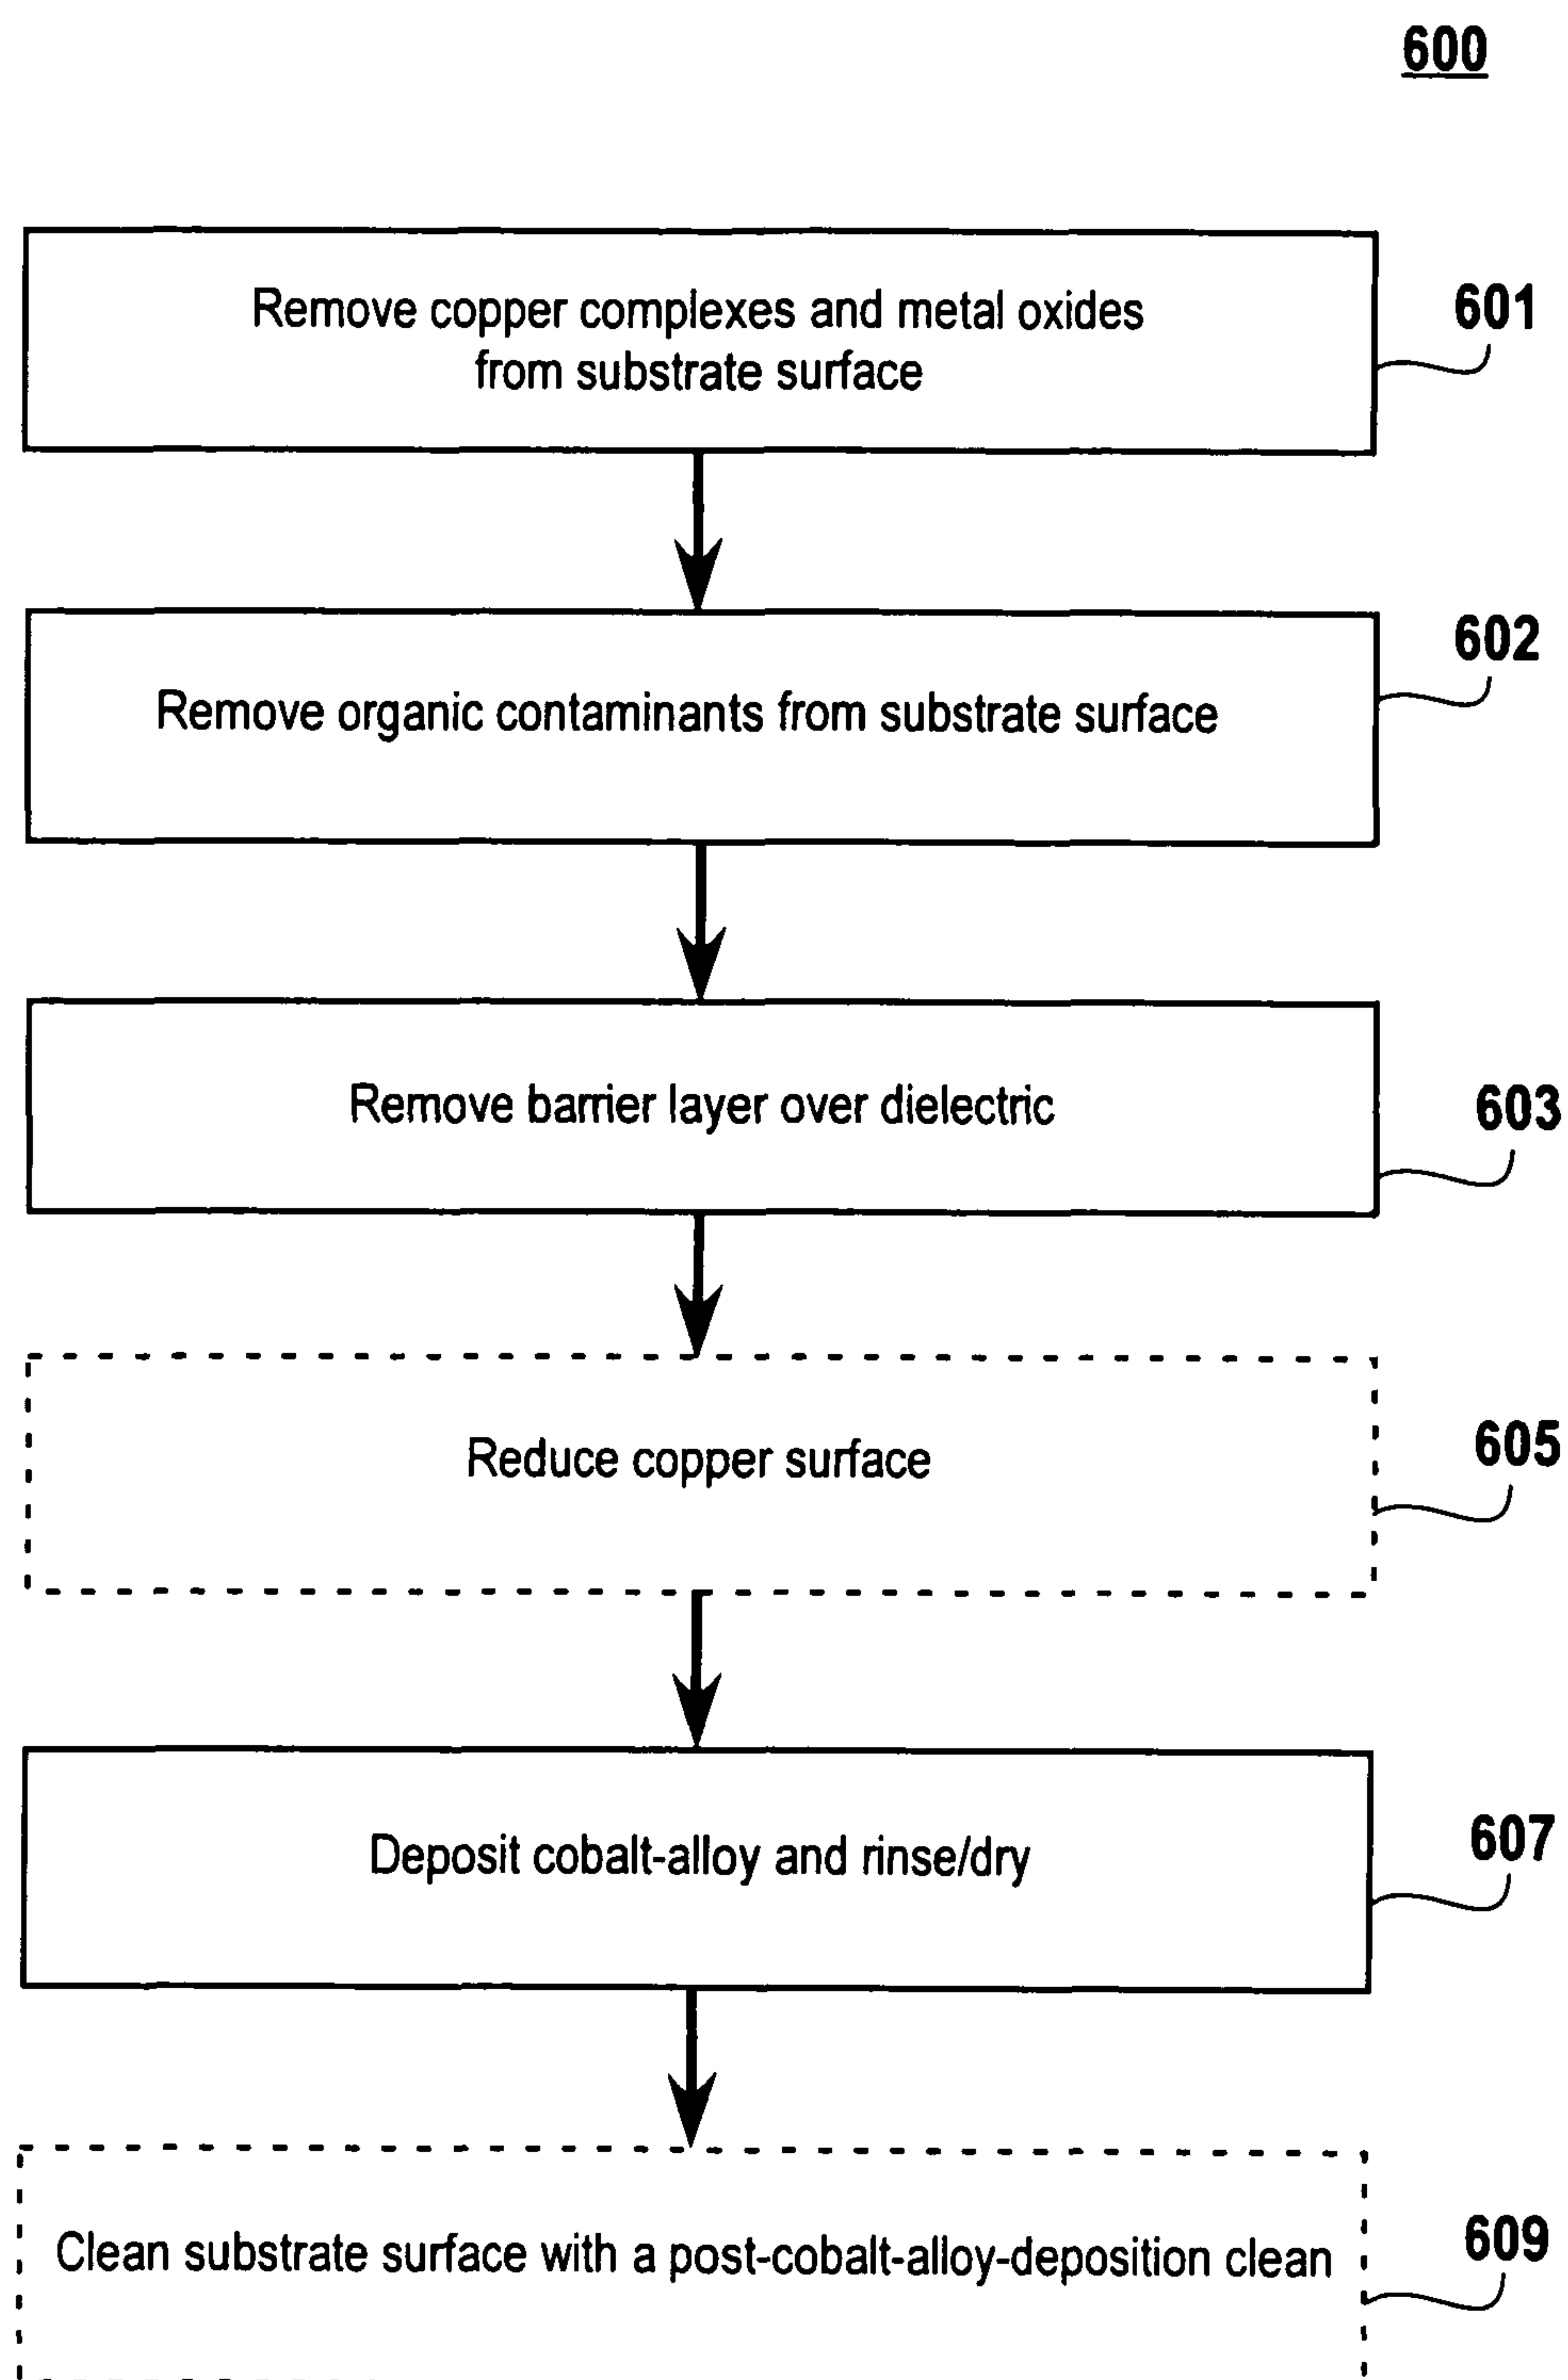 600
Remove copper complexes and metal oxides
from substrate surface
601
Remove organic contaminants from substrate surface
602
Remove barrier layer over dielectric
603
Reduce copper surface
605
Deposit cobalt-alloy and rinse/dry
607
Clean substrate surface with a post-cobalt-alloy-deposition clean
609